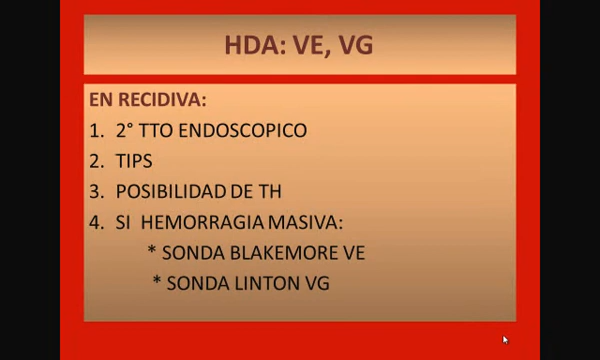 HDA: VE, VG
EN RECIDIVA:
1. 2° TTO ENDOSCOPICO
2. TIPS
3. POSIBILIDAD DE TH
4. SI HEMORRAGIA MASIVA:
* SONDA BLAKEMORE VE
* SONDA LINTON VG